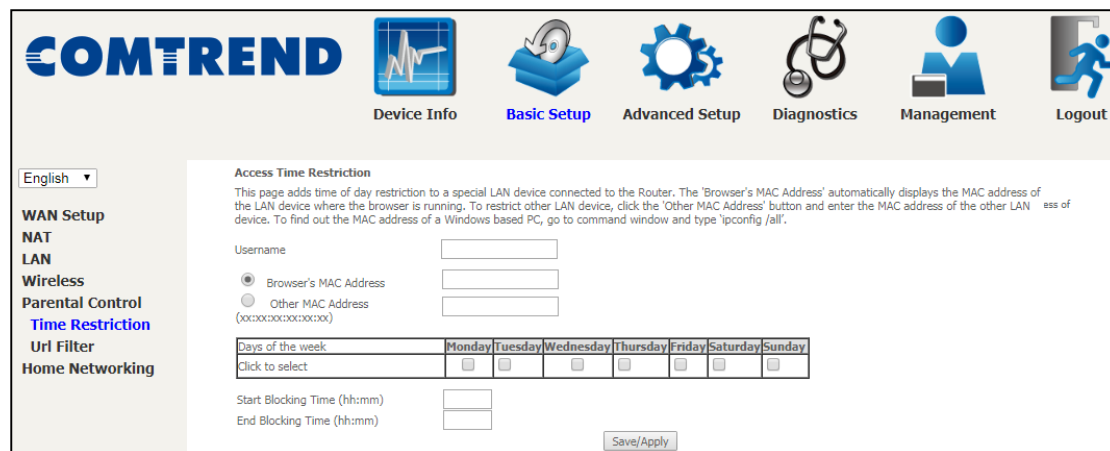 COMTREND
Device Info
Basic Setup
Advanced Setup
Diagnostics
Management
Logout
English
WAN Setup
NAT
LAN
Wireless
Parental Control
Time Restriction
Url Filter
Home Networking
Access Time Restriction
This page adds time of day restriction to a special LAN device connected to the Router. The 'Browser's MAC Address' automatically displays the MAC address of
the LAN device where the browser is running. To restrict other LAN device, click the 'Other MAC Address' button and enter the MAC address of the other LAN ess of
device. To find out the MAC address of a Windows based PC, go to command window and type 'ipconfig /all'.
Username
Browser's MAC Address
Other MAC Address
(xx:xx:xx:xx:xx:xx)
Days of the week Monday Tuesday Wednesday Thursday Friday Saturday Sunday
Click to select
Start Blocking Time (hh:mm)
End Blocking Time (hh:mm)
Save/Apply